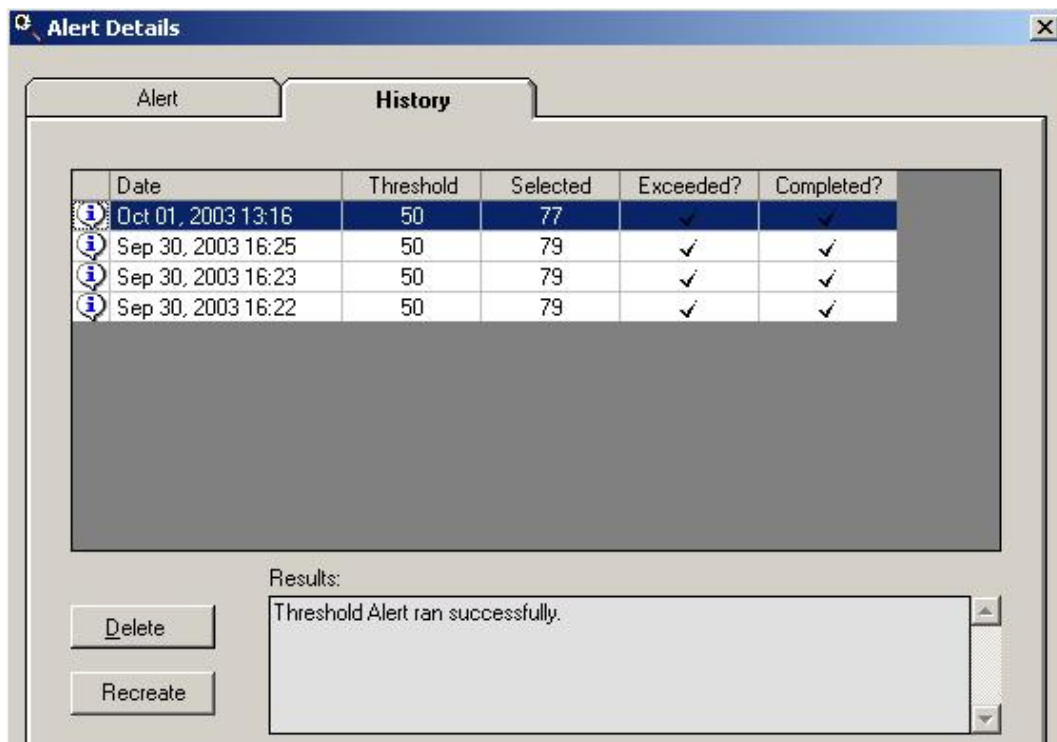 Alert Details
Alert History
Date Threshold Selected Exceeded? Completed?
Oct 01, 2003 13:16 50 77
Sep 30, 2003 16:25 50 79
Sep 30, 2003 16:23 50 79
Sep 30, 2003 16:22 50 79
Results:
Threshold Alert ran successfully.
Delete
Recreate